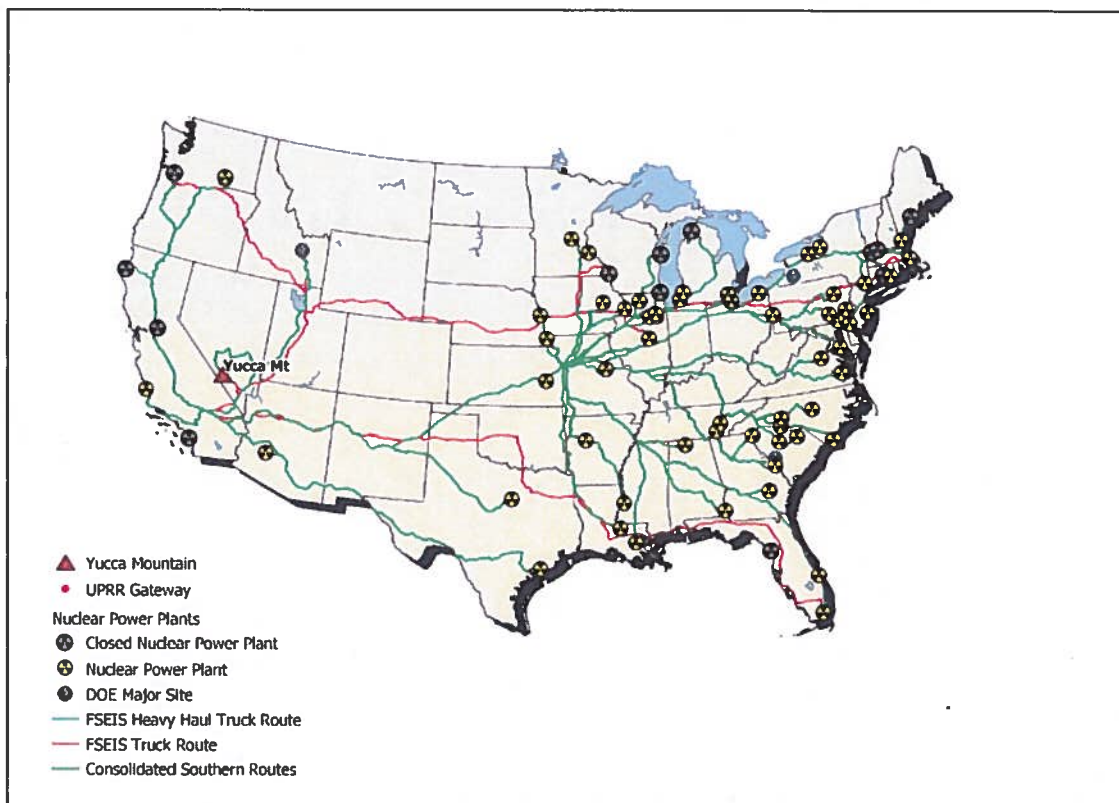 Yucca Mt
Yucca Mountain
UPRR Gateway
Nuclear Power Plants
Closed Nuclear Power Plant
Nuclear Power Plant
DOE Major Site
FSEIS Heavy Haul Truck Route
FSEIS Truck Route
Consolidated Southern Routes